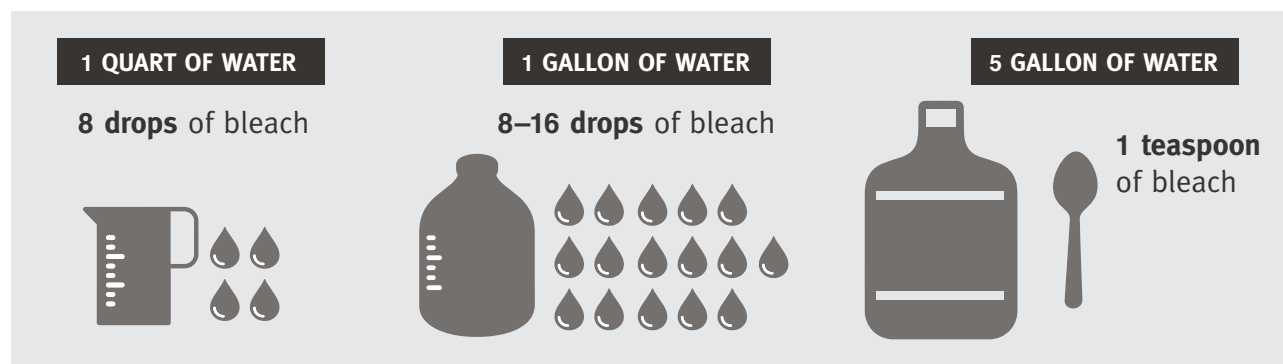 1 QUART OF WATER
8 drops of bleach
1 GALLON OF WATER
8–16 drops of bleach
5 GALLON OF WATER
1 teaspoon
of bleach